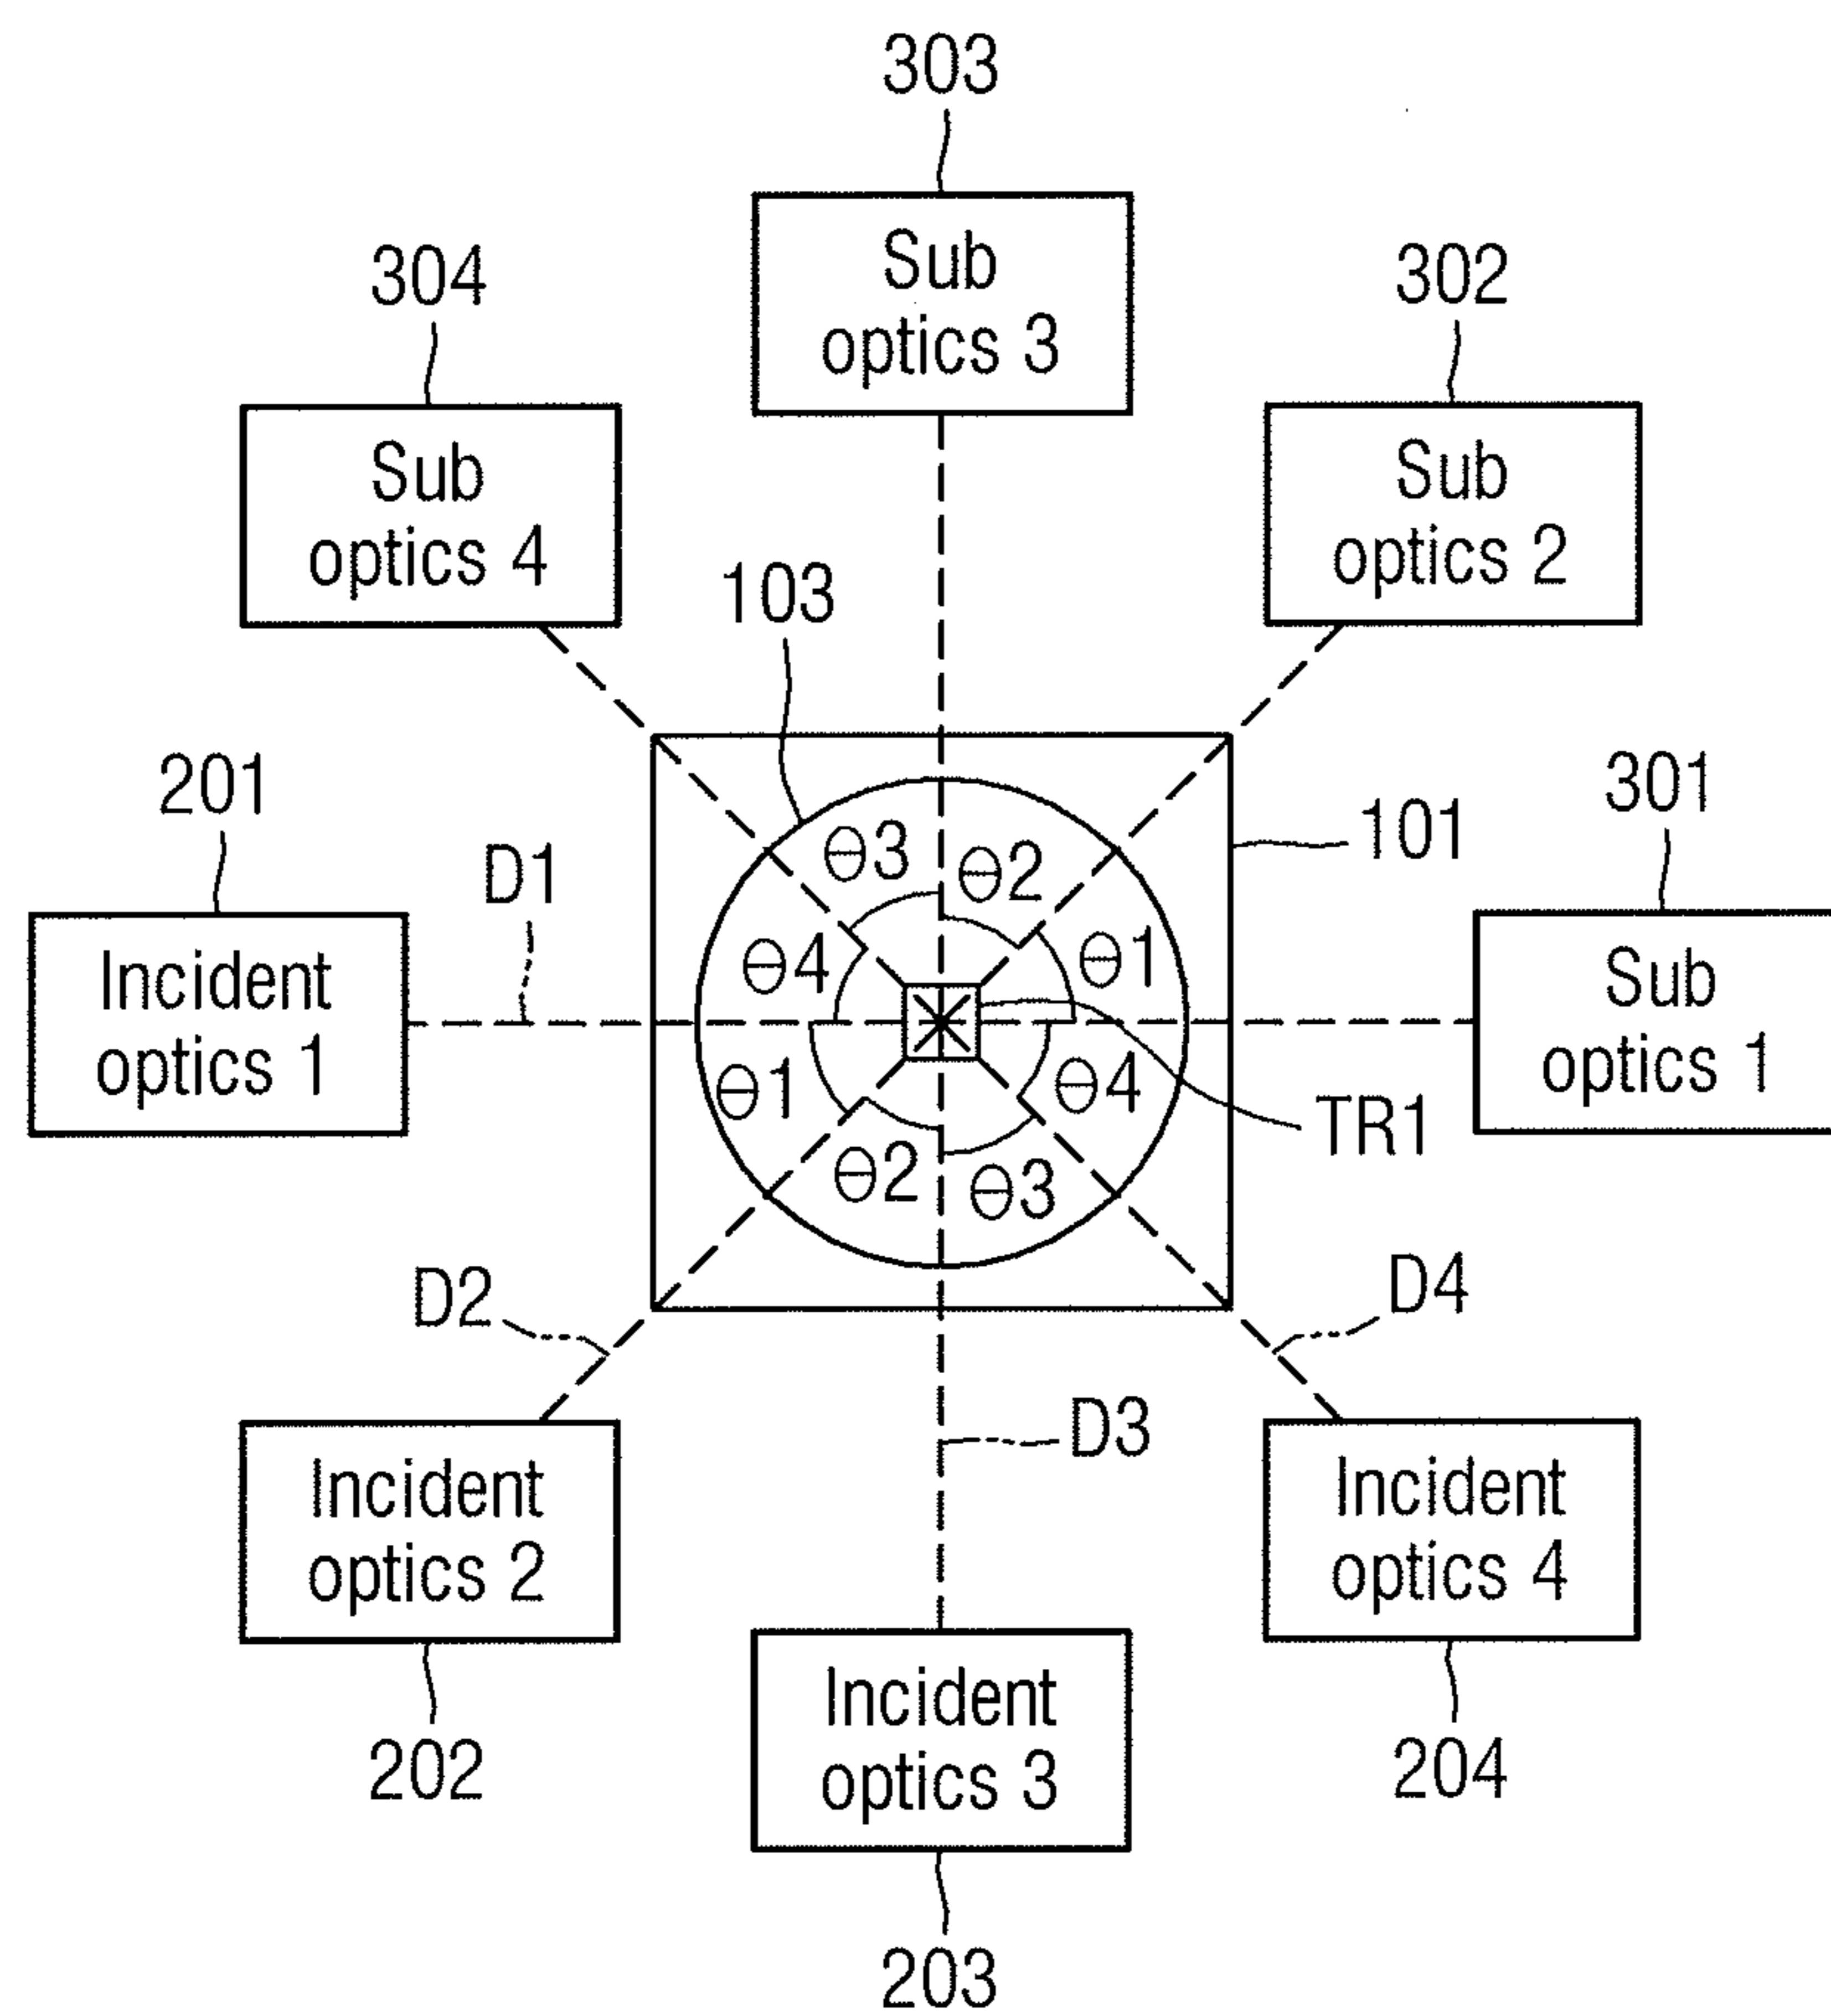 303
Sub
optics 3
304
302
Sub
optics 4
Sub
optics 2
103
201
301
D1
101
Θ3
Θ2
Incident
optics 1
Θ4
Θ1
Sub
optics 1
Θ1
Θ4
TR1
Θ2
Θ3
D2
D4
D3
Incident
optics 2
Incident
optics 4
Incident
optics 3
202
204
203